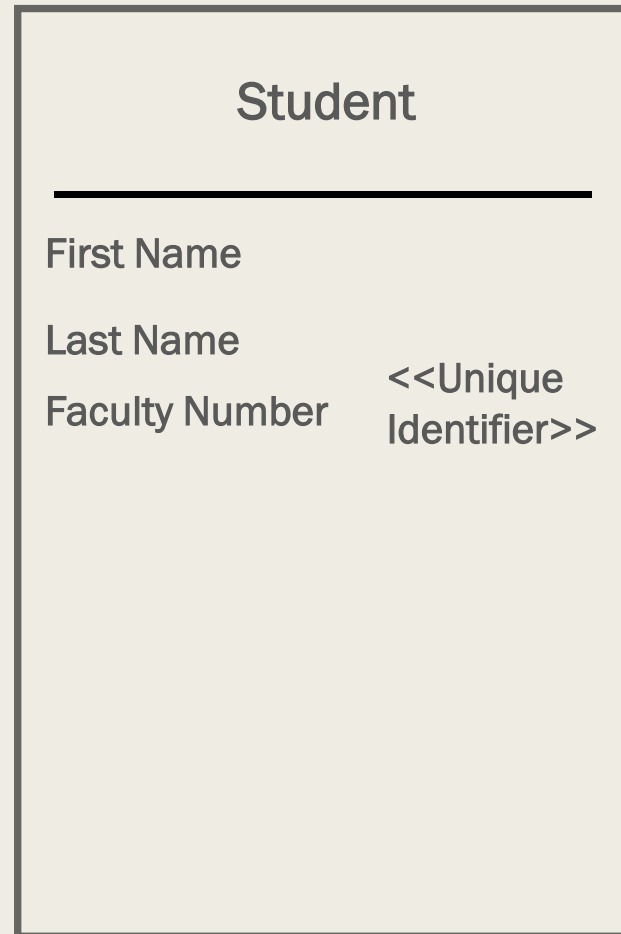 Student
First Name
Last Name
Faculty Number
<<Unique
Identifier>>